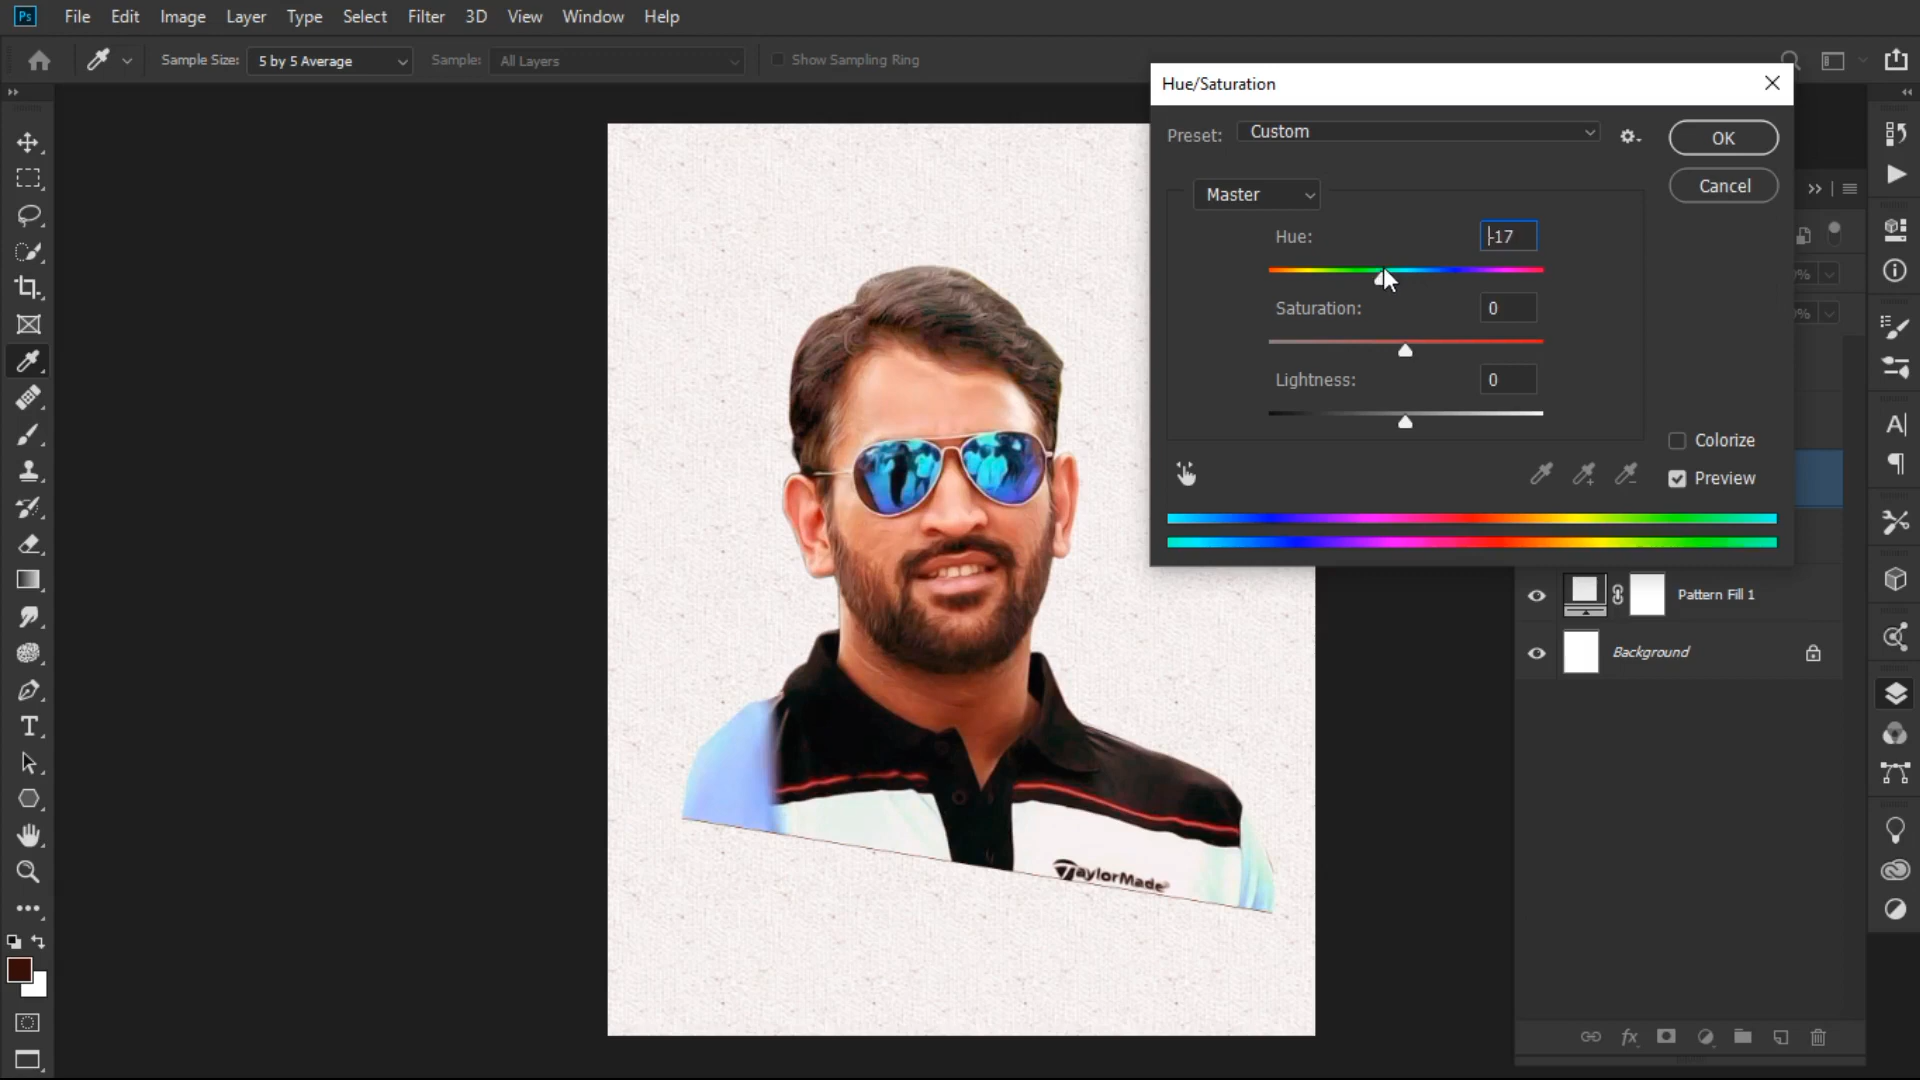 Ps File Edit Image Layer Type Select Filter 3D View Window Help
Sample Size: 5 by 5 Average Sample: All Layers Show Sampling Ring
Hue/Saturation
Preset: Custom
OK
Master
Cancel
Hue: -17
Saturation: 0
Lightness: 0
Colorize
Preview
Pattern Fill 1
Background
TaylorMade